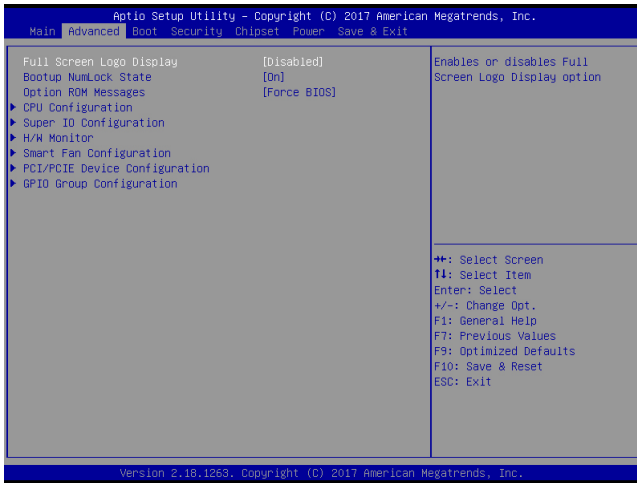 Aptio Setup Utility – Copyright (C) 2017 American Megatrends, Inc.
Main Advanced Boot Security Chipset Power Save & Exit
Full Screen Logo Display [Disabled]
Bootup NumLock State [On]
Option ROM Messages [Force BIOS]
CPU Configuration
Super IO Configuration
H/W Monitor
Smart Fan Configuration
PCI/PCIE Device Configuration
GPIO Group Configuration
Enables or disables Full
Screen Logo Display option
→←: Select Screen
↑↓: Select Item
Enter: Select
+/-: Change Opt.
F1: General Help
F7: Previous Values
F9: Optimized Defaults
F10: Save & Reset
ESC: Exit
Version 2.18.1263. Copyright (C) 2017 American Megatrends, Inc.